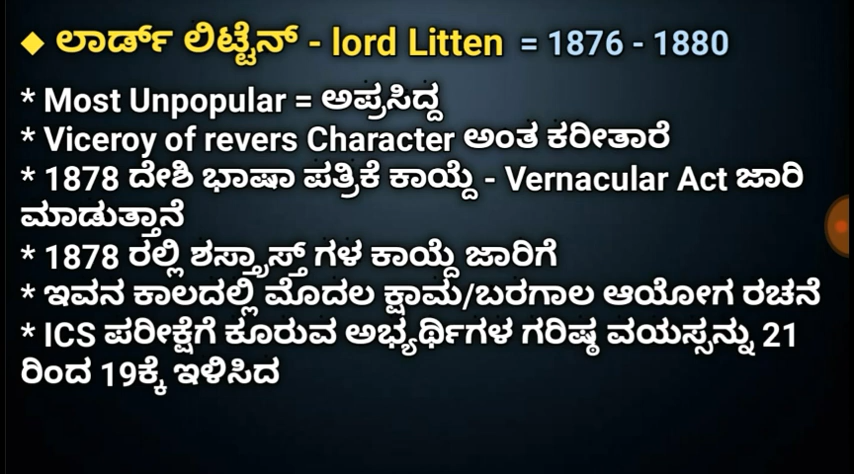 ◆ ಲಾರ್ಡ್ ಲಿಟ್ಟೆನ್ - lord Litten = 1876 - 1880
* Most Unpopular = ಅಪ್ರಸಿದ್ದ
* Viceroy of revers Character ಅಂತ ಕರೀತಾರೆ
* 1878 ದೇಶಿ ಭಾಷಾ ಪತ್ರಿಕೆ ಕಾಯ್ದೆ - Vernacular Act ಜಾರಿ
ಮಾಡುತ್ತಾನೆ
* 1878 ರಲ್ಲಿ ಶಸ್ತ್ರಾಸ್ತ್ ಗಳ ಕಾಯ್ದೆ ಜಾರಿಗೆ
* ಇವನ ಕಾಲದಲ್ಲಿ ಮೊದಲ ಕ್ಷಾಮ/ಬರಗಾಲ ಆಯೋಗ ರಚನೆ
* ICS ಪರೀಕ್ಷೆಗೆ ಕೂರುವ ಅಭ್ಯರ್ಥಿಗಳ ಗರಿಷ್ಠ ವಯಸ್ಸನ್ನು 21
ರಿಂದ 19ಕ್ಕೆ ಇಳಿಸಿದ